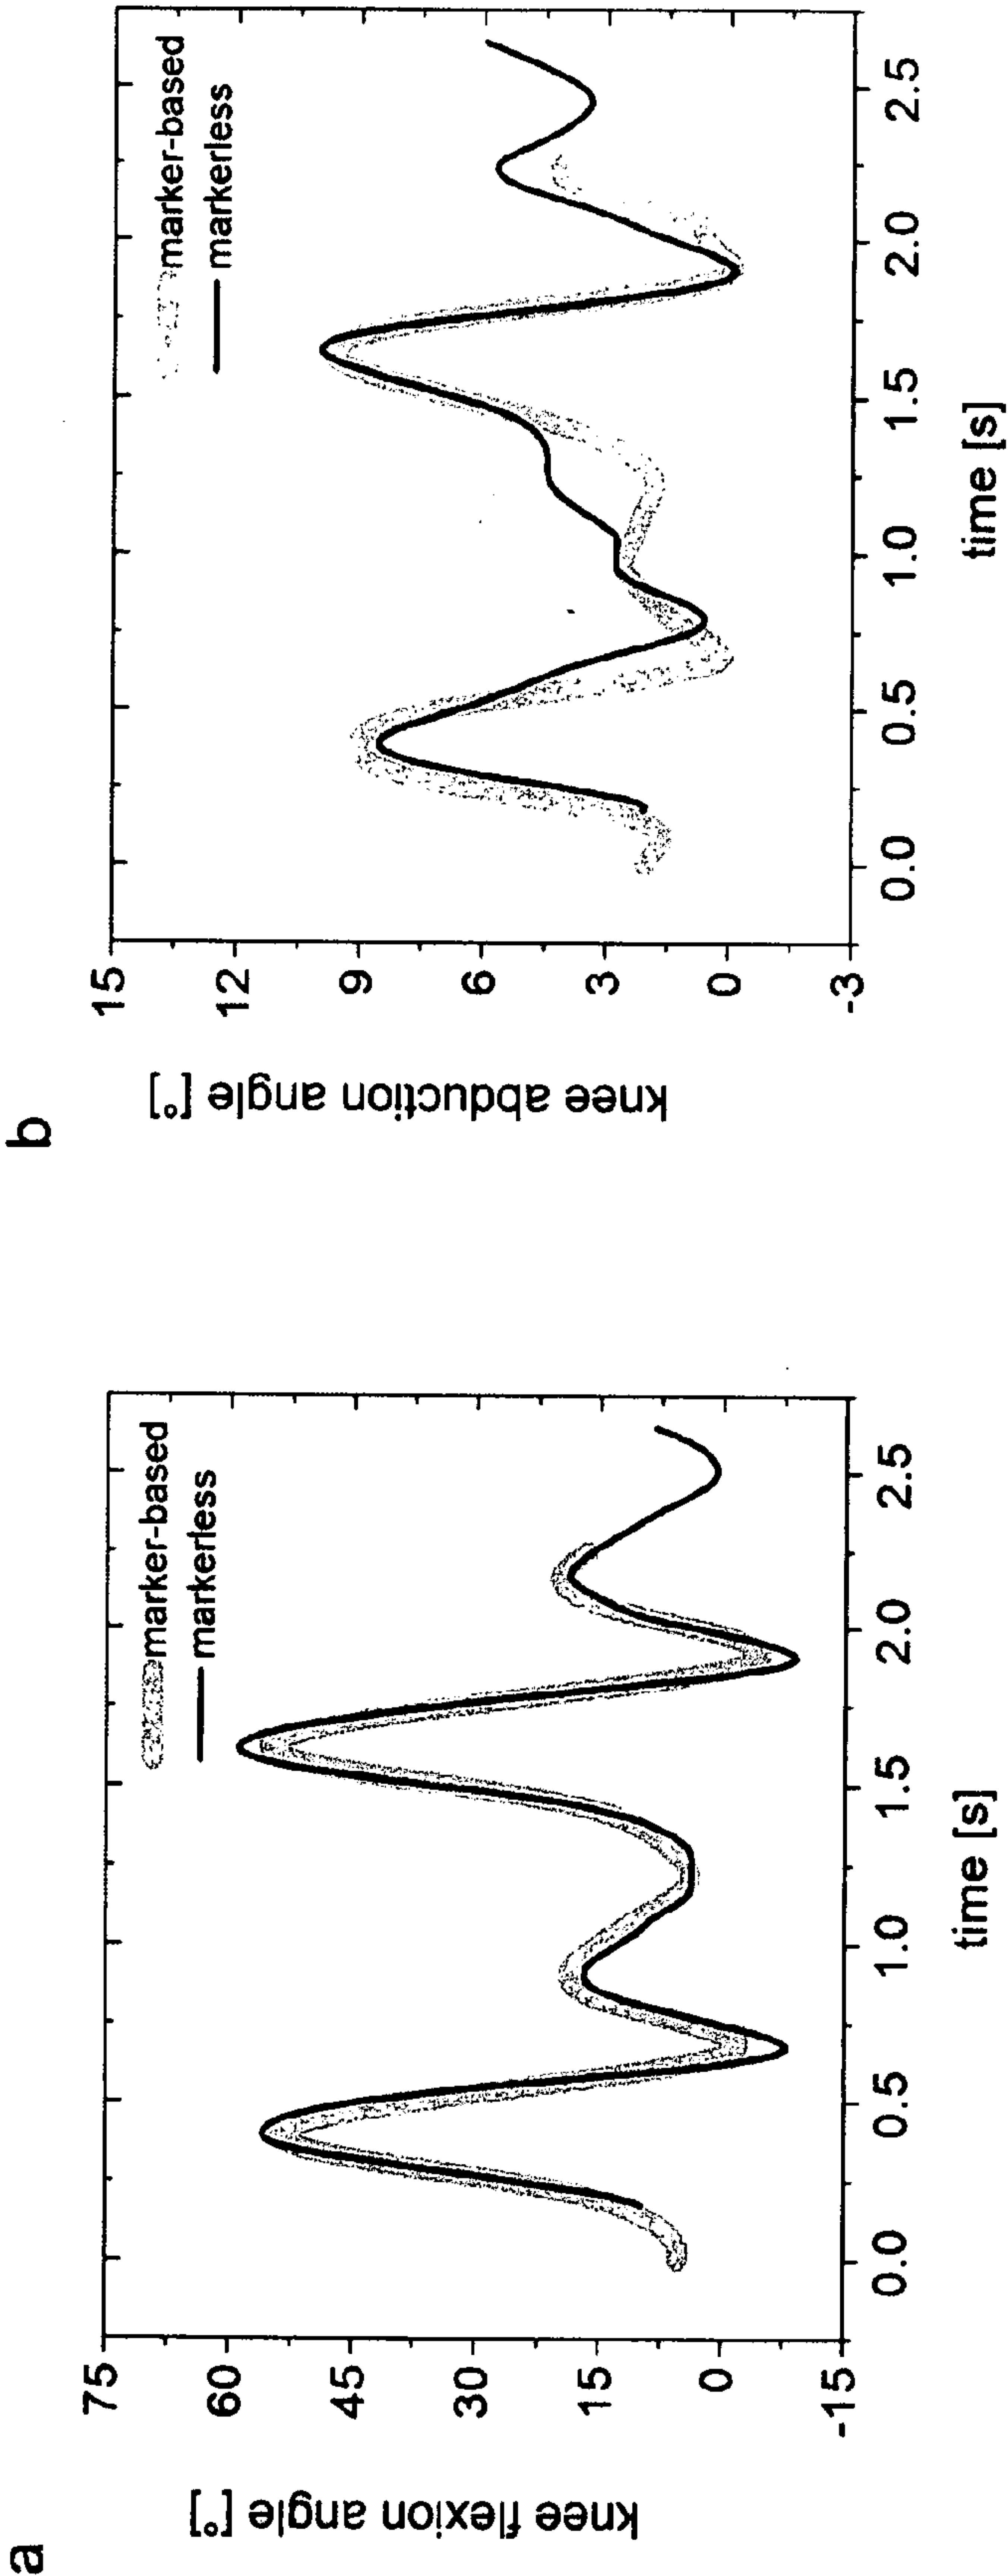 a
knee flexion angle [°]
75
60
45
30
15
0
-15
marker-based
markerless
0.0 0.5 1.0 1.5 2.0 2.5
time [s]
b
knee abduction angle [°]
15
12
9
6
3
0
-3
marker-based
markerless
0.0 0.5 1.0 1.5 2.0 2.5
time [s]